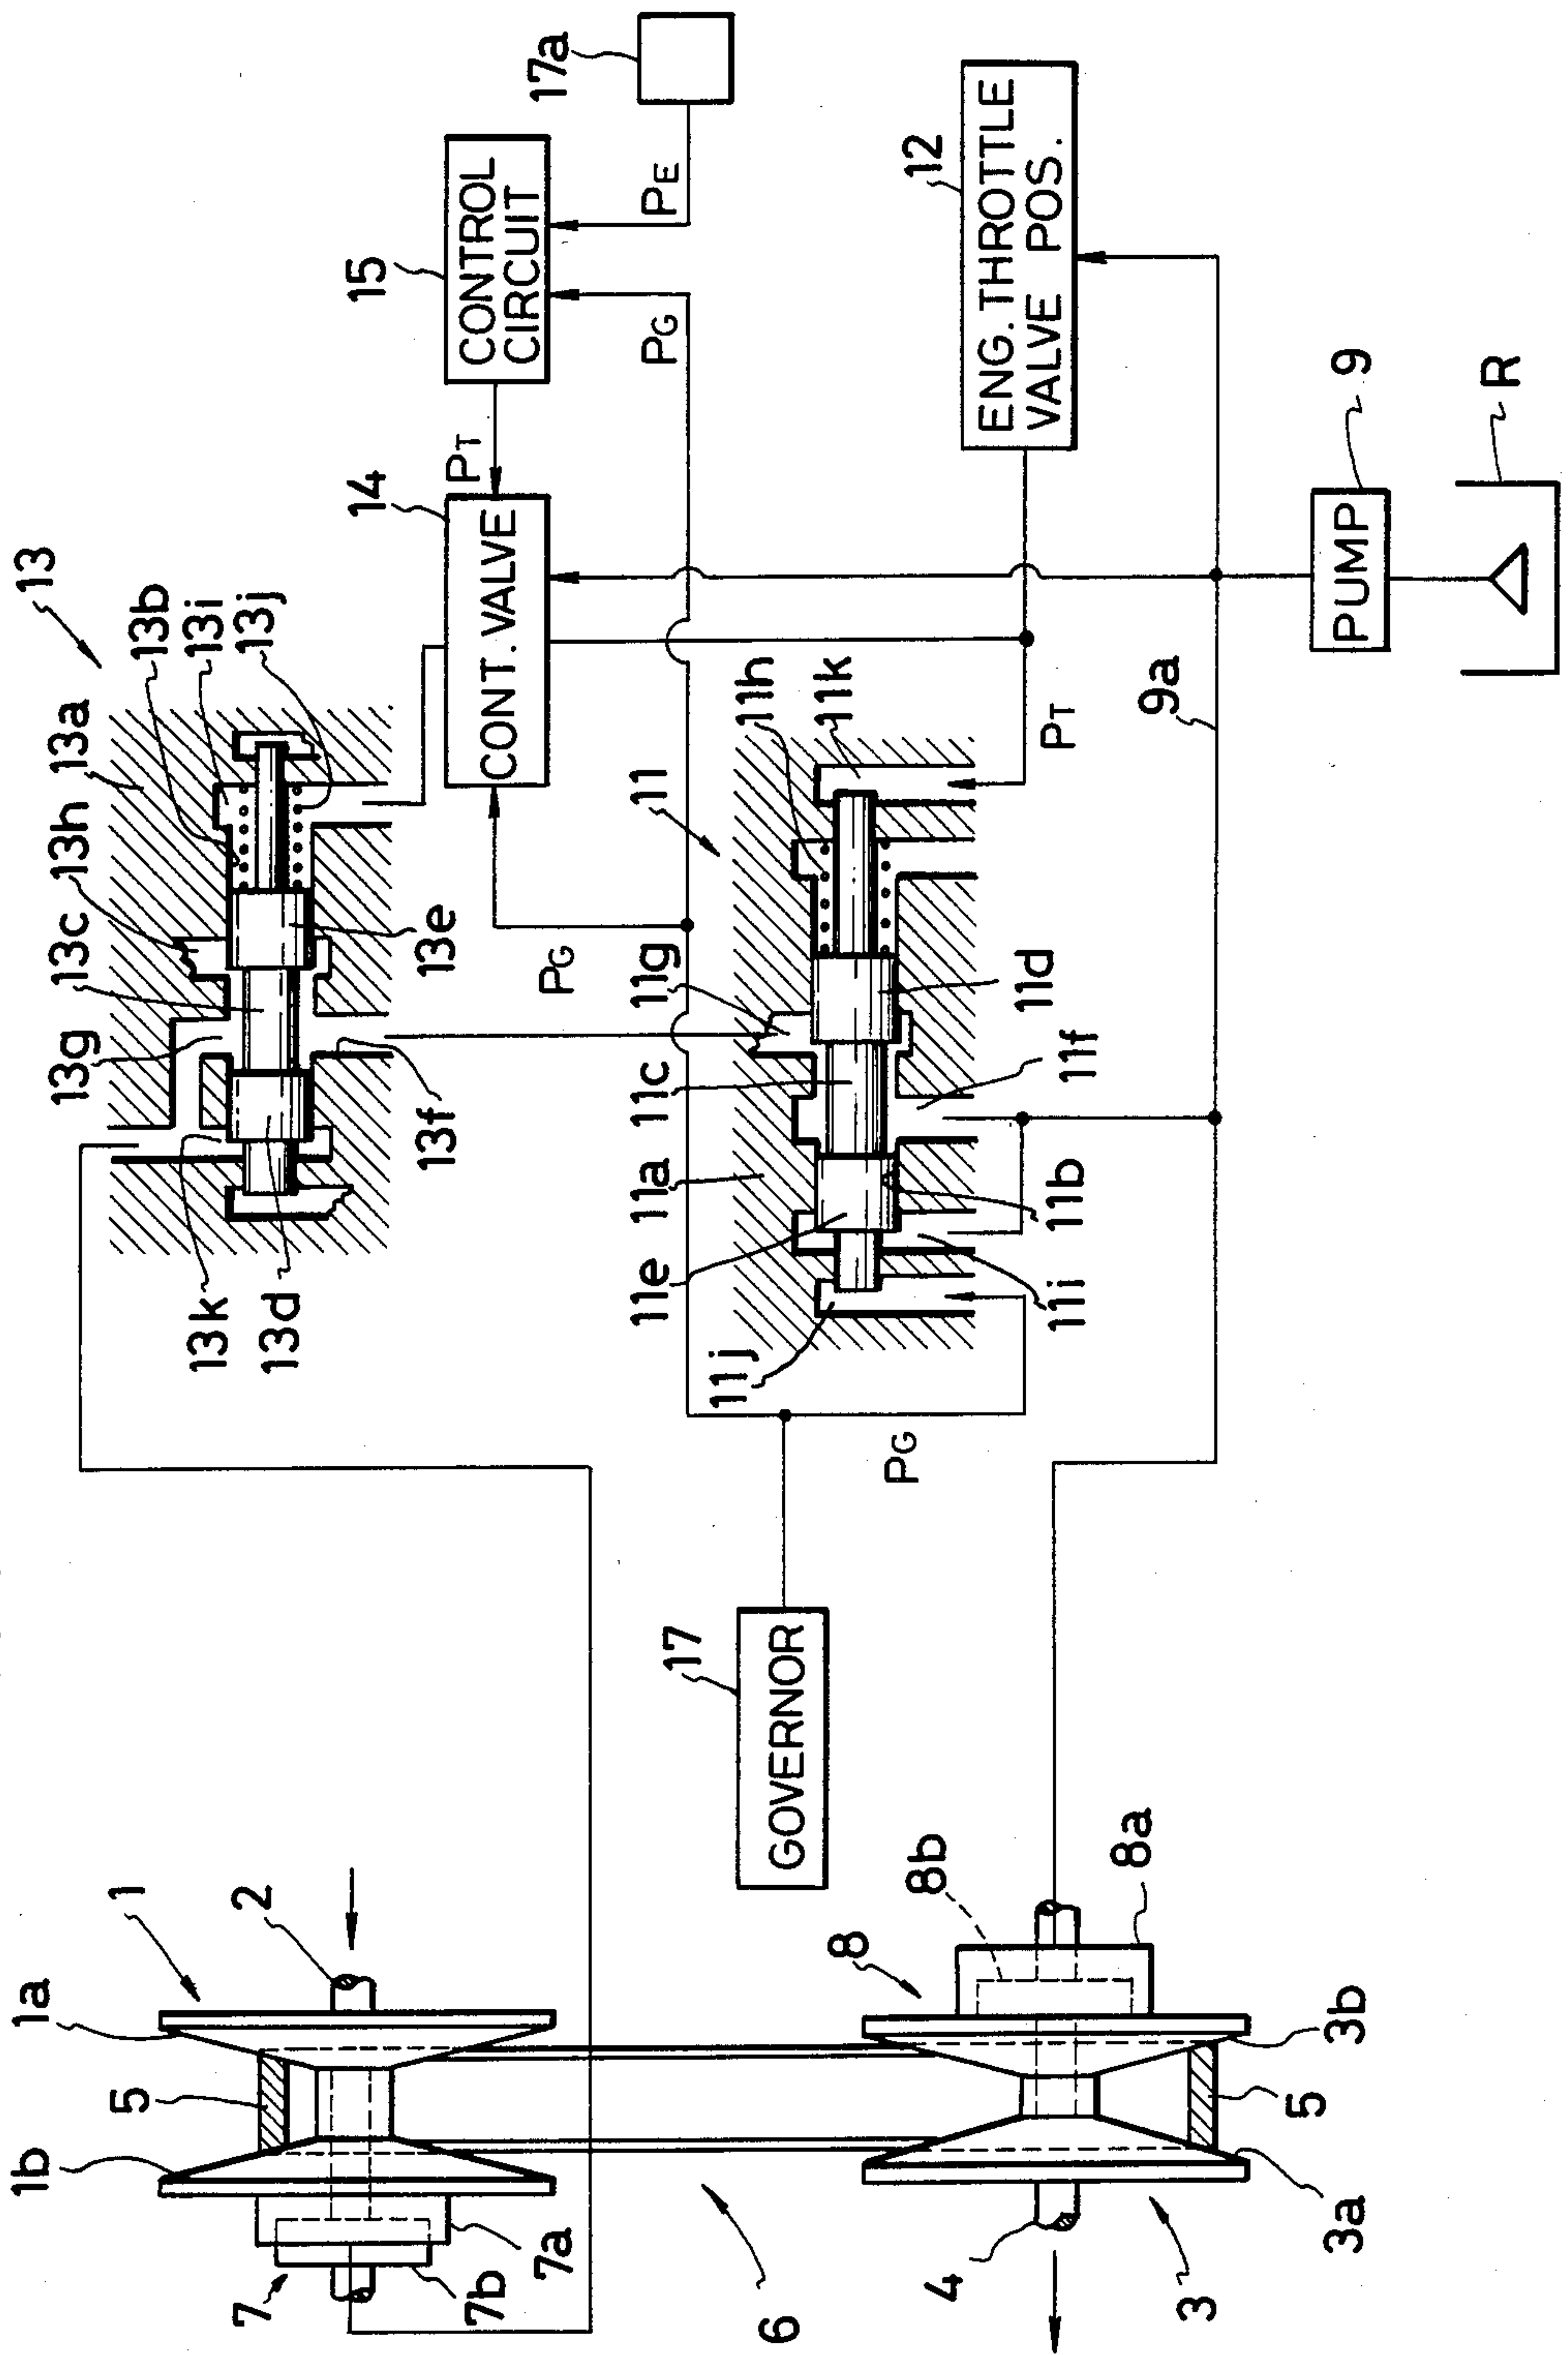 1
1a
1b
2
5
7
7a
7b
6
3
3a
3b
4
5
8
8a
8b
17
GOVERNOR
PG
13
13a
13b
13i
13j
13h
13c
13g
13e
13f
13k
13d
14
CONT. VALVE
PT
15
CONTROL
CIRCUIT
PE
PG
17a
PG
11
11h
11k
11g
11d
11c
11f
11a
11b
11e
11i
11j
PT
12
ENG. THROTTLE
VALVE POS.
9a
9
PUMP
R